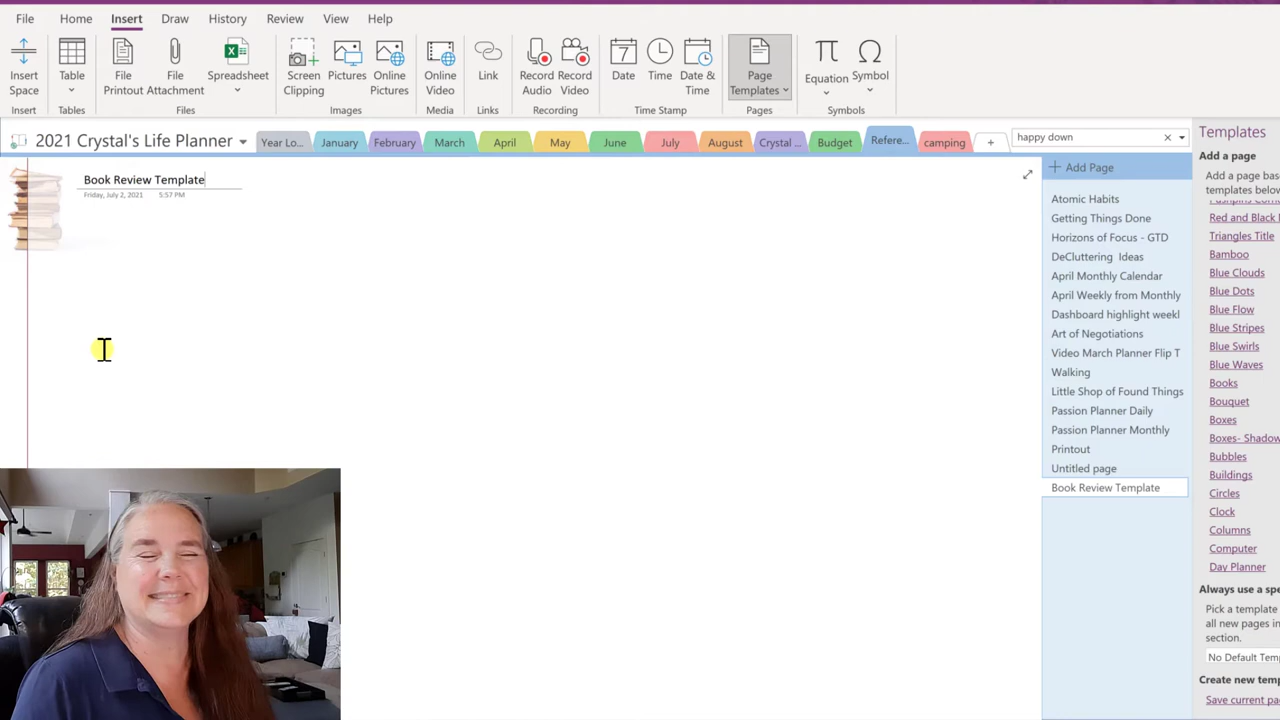 File Home Insert Draw History Review View Help
Insert Space
Table
File Printout
File Attachment
Spreadsheet
Screen Clipping
Pictures
Online Pictures
Online Video
Link
Record Audio
Record Video
Date
Time
Date & Time
Page Templates
Equation
Symbol
Insert Tables Files Images Media Links Recording Time Stamp Pages Symbols
2021 Crystal's Life Planner
Year Lo... January February March April May June July August Crystal ... Budget Refere... camping +
happy down
Book Review Template
Friday, July 2, 2021 5:57 PM
Add Page
Atomic Habits
Getting Things Done
Horizons of Focus - GTD
DeCluttering Ideas
April Monthly Calendar
April Weekly from Monthly
Dashboard highlight weekl
Art of Negotiations
Video March Planner Flip T
Walking
Little Shop of Found Things
Passion Planner Daily
Passion Planner Monthly
Printout
Untitled page
Book Review Template
Templates
Add a page
Add a page base
templates below
Red and Black
Triangles Title
Bamboo
Blue Clouds
Blue Dots
Blue Flow
Blue Stripes
Blue Swirls
Blue Waves
Books
Bouquet
Boxes
Boxes- Shadow
Bubbles
Buildings
Circles
Clock
Columns
Computer
Day Planner
Always use a spe
Pick a template
all new pages in
section.
No Default Temp
Create new temp
Save current pa